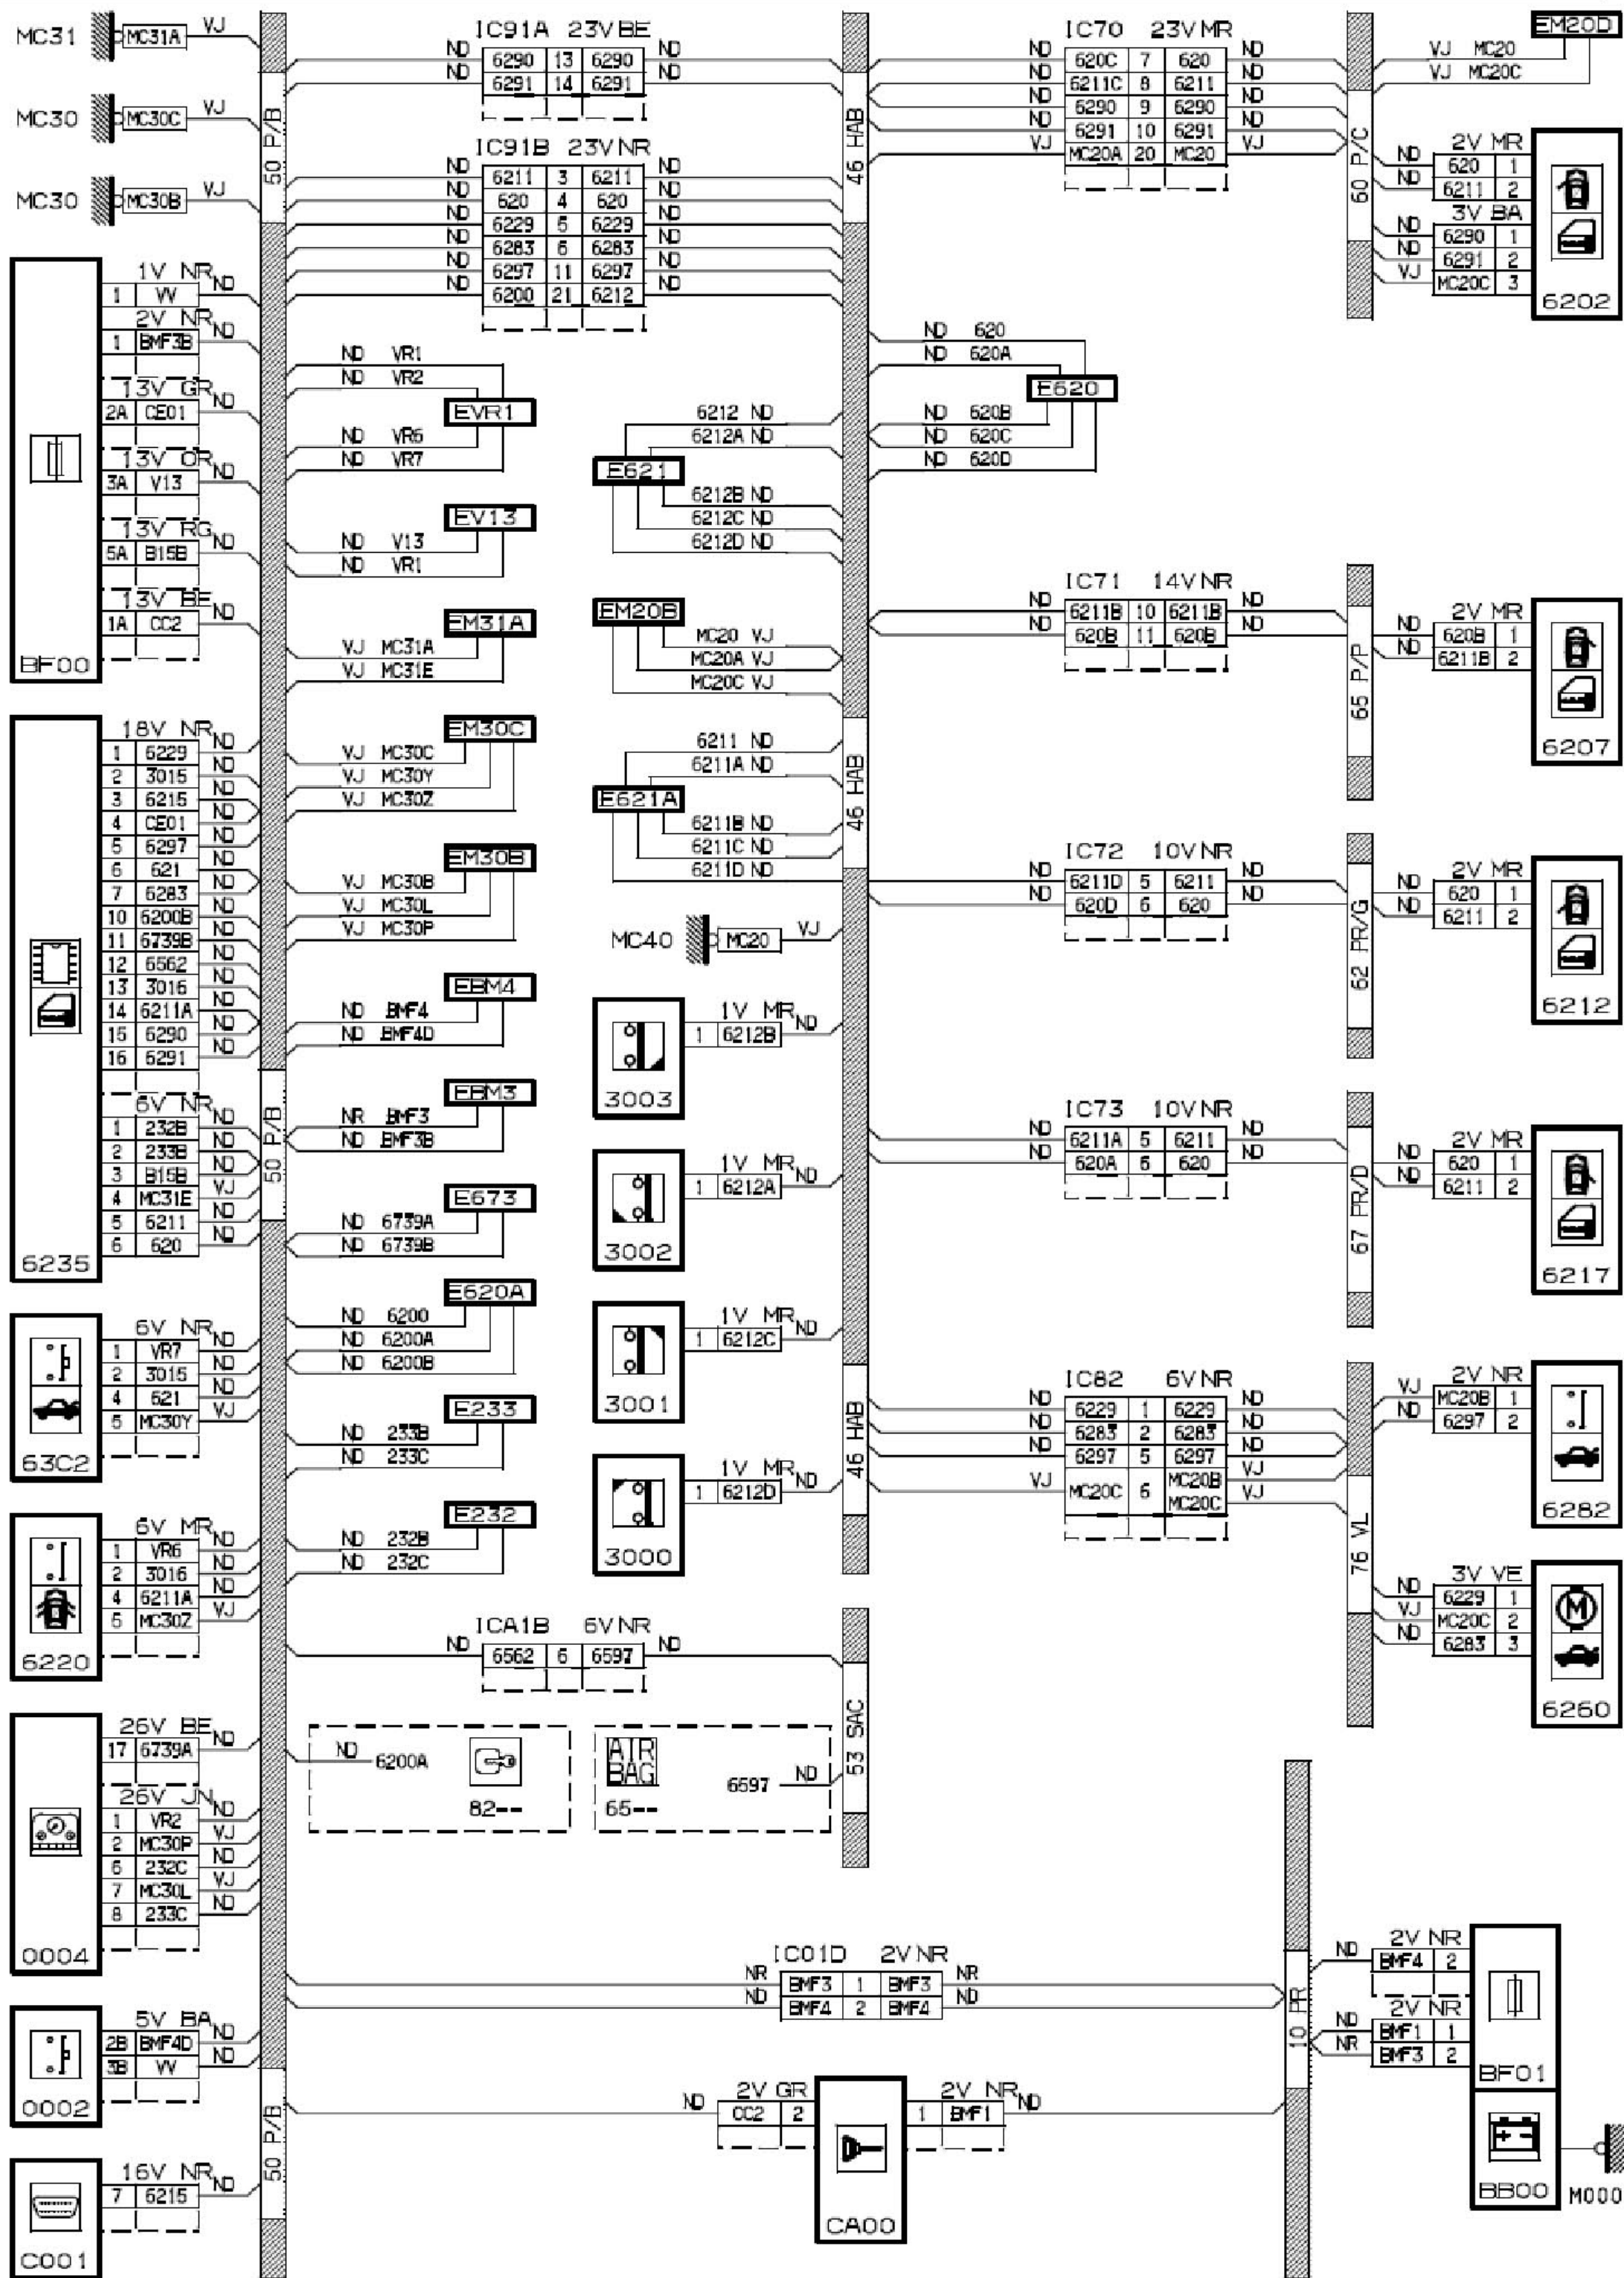 MC31 MC31A VJ
MC30 MC30C VJ
MC30 MC30B VJ
50 P/B
BF00
1V NR
1 VV ND
2V NR
1 BMF3B ND
13V GR
2A CE01 ND
13V OR
3A V13 ND
13V RG
5A B15B ND
13V BE
1A CC2 ND
6235
18V NR
1 6229 ND
2 3015 ND
3 6215 ND
4 CE01 ND
5 6297 ND
6 621 ND
7 6283 ND
10 6200B ND
11 6739B ND
12 6562 ND
13 3016 ND
14 6211A ND
15 6290 ND
16 6291 ND
6V NR
1 232B ND
2 233B ND
3 B15B ND
4 MC31E VJ
5 6211 ND
6 620 ND
50 P/B
63C2
6V NR
1 VR7 ND
2 3015 ND
4 621 ND
5 MC30Y VJ
6220
6V MR
1 VR6 ND
2 3016 ND
4 6211A ND
5 MC30Z VJ
0004
26V BE
17 6739A ND
26V JN
1 VR2 ND
2 MC30P VJ
6 232C ND
7 MC30L VJ
8 233C ND
0002
5V BA
2B BMF4D ND
3B VV ND
50 P/B
C001
16V NR
7 6215 ND
IC91A 23V BE
ND 6290 13 6290 ND
ND 6291 14 6291 ND
IC91B 23V NR
ND 6211 3 6211 ND
ND 620 4 620 ND
ND 6229 5 6229 ND
ND 6283 6 6283 ND
ND 6297 11 6297 ND
ND 6200 21 6212 ND
ND VR1
ND VR2
EVR1
ND VR6
ND VR7
EV13
ND V13
ND VR1
EM31A
VJ MC31A
VJ MC31E
EM30C
VJ MC30C
VJ MC30Y
VJ MC30Z
EM30B
VJ MC30B
VJ MC30L
VJ MC30P
EBM4
ND BMF4
ND BMF4D
EBM3
NR BMF3
ND BMF3B
E673
ND 6739A
ND 6739B
E620A
ND 6200
ND 6200A
ND 6200B
E233
ND 233B
ND 233C
E232
ND 232B
ND 232C
ICA1B 6V NR
ND 6562 6 6597 ND
ND 6200A
82--
AIR BAG
65--
6597 ND
53 SAC
6212 ND
6212A ND
E621
6212B ND
6212C ND
6212D ND
EM20B
MC20 VJ
MC20A VJ
MC20C VJ
6211 ND
6211A ND
E621A
6211B ND
6211C ND
6211D ND
MC40 MC20 VJ
3003
1V MR
1 6212B ND
3002
1V MR
1 6212A ND
3001
1V MR
1 6212C ND
3000
1V MR
1 6212D ND
46 HAB
46 HAB
46 HAB
IC70 23V MR
ND 620C 7 620 ND
ND 6211C 8 6211 ND
ND 6290 9 6290 ND
ND 6291 10 6291 ND
VJ MC20A 20 MC20 VJ
ND 620
ND 620A
E620
ND 620B
ND 620C
ND 620D
IC71 14V NR
ND 6211B 10 6211B ND
ND 620B 11 620B ND
IC72 10V NR
ND 6211D 5 6211 ND
ND 620D 6 620 ND
IC73 10V NR
ND 6211A 5 6211 ND
ND 620A 6 620 ND
IC82 6V NR
ND 6229 1 6229 ND
ND 6283 2 6283 ND
ND 6297 5 6297 ND
VJ MC20C 6 MC20B VJ
MC20C VJ
60 P/C
EM20D
VJ MC20
VJ MC20C
2V MR
ND 620 1
ND 6211 2
3V BA
ND 6290 1
ND 6291 2
VJ MC20C 3
6202
65 P/P
2V MR
ND 620B 1
ND 6211B 2
6207
62 PR/G
2V MR
ND 620 1
ND 6211 2
6212
67 PR/D
2V MR
ND 620 1
ND 6211 2
6217
76 VL
2V NR
VJ MC20B 1
ND 6297 2
6282
3V VE
ND 6229 1
VJ MC20C 2
ND 6283 3
M
6260
IC01D 2V NR
NR BMF3 1 BMF3 NR
ND BMF4 2 BMF4 ND
10 PR
2V NR
ND BMF4 2
2V NR
ND BMF1 1
NR BMF3 2
BF01
BB00
M000
2V GR
ND CC2 2
2V NR
1 BMF1 ND
CA00